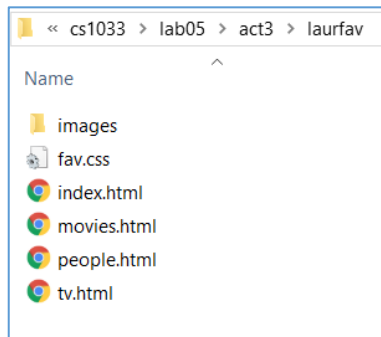 « cs1033 > lab05 > act3 > laurfav
Name
images
fav.css
index.html
movies.html
people.html
tv.html